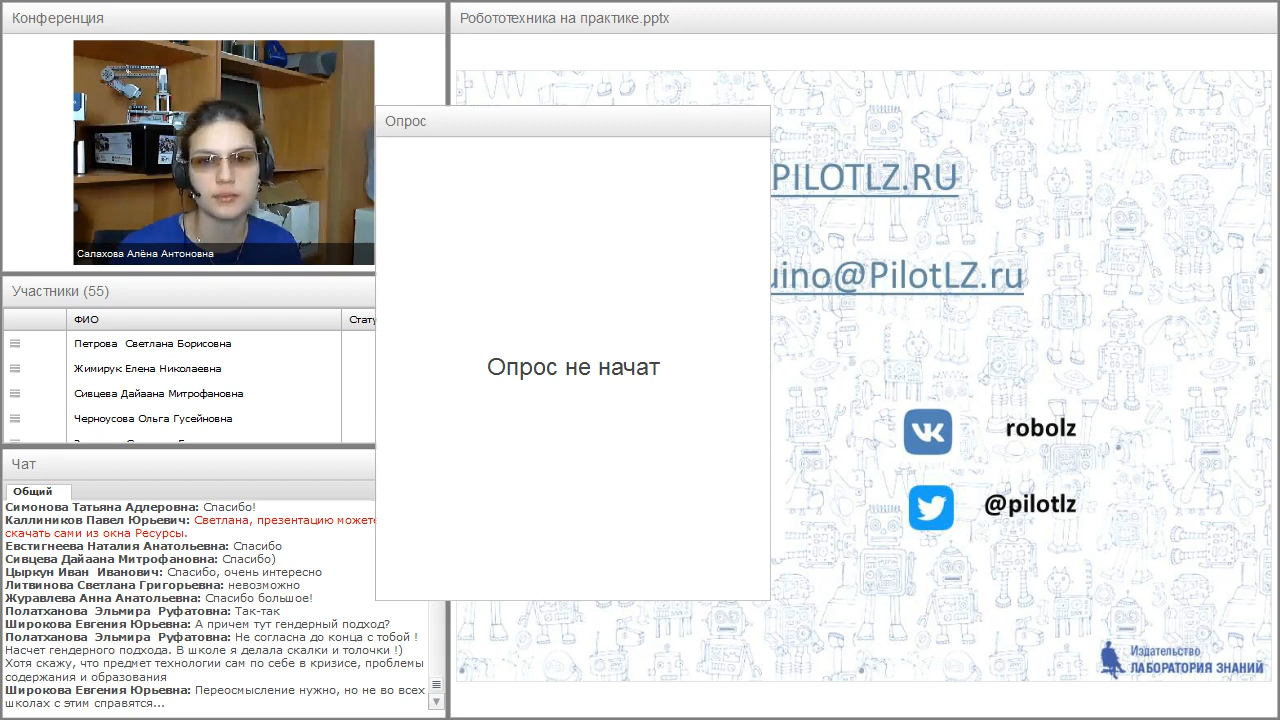 Конференция
Салахова Алёна Антоновна
Участники (55)
ФИО
Петрова Светлана Борисовна
Жимирук Елена Николаевна
Сивцева Дайаана Митрофановна
Черноусова Ольга Гусейновна
Чат
Общий
Симонова Татьяна Адлеровна: Спасибо!
Каллиников Павел Юрьевич: Светлана, презентацию можете
скачать сами из окна Ресурсы.
Евстигнеева Наталия Анатольевна: Спасибо
Сивцева Дайаана Митрофановна: Спасибо)
Цыркун Иван Иванович: Спасибо, очень интересно
Литвинова Светлана Григорьевна: невозможно
Журавлева Анна Анатольевна: Спасибо большое!
Полатханова Эльмира Руфатовна: Так-так
Широкова Евгения Юрьевна: А причем тут гендерный подход?
Полатханова Эльмира Руфатовна: Не согласна до конца с тобой !
Насчет гендерного подхода. В школе я делала скалки и толочки !)
Хотя скажу, что предмет технологии сам по себе в кризисе, проблемы
содержания и образования
Широкова Евгения Юрьевна: Переосмысление нужно, но не во всех
школах с этим справятся...
Опрос
Опрос не начат
Робототехника на практике.pptx
PILOTLZ.RU
uino@PilotLZ.ru
robolz
@pilotlz
Издательство
ЛАБОРАТОРИЯ ЗНАНИЙ